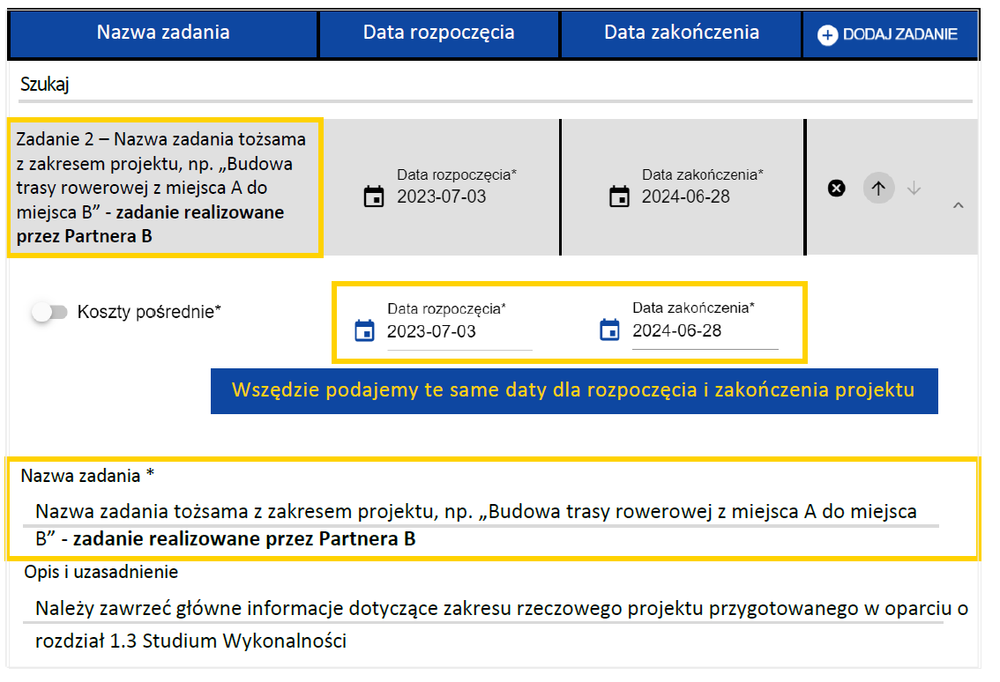 Nazwa zadania
Data rozpoczęcia
Data zakończenia
DODAJ ZADANIE
Szukaj
Zadanie 2 – Nazwa zadania tożsama
z zakresem projektu, np. „Budowa
trasy rowerowej z miejsca A do
miejsca B” - zadanie realizowane
przez Partnera B
Data rozpoczęcia*
2023-07-03
Data zakończenia*
2024-06-28
Koszty pośrednie*
Data rozpoczęcia*
2023-07-03
Data zakończenia*
2024-06-28
Wszędzie podajemy te same daty dla rozpoczęcia i zakończenia projektu
Nazwa zadania *
Nazwa zadania tożsama z zakresem projektu, np. „Budowa trasy rowerowej z miejsca A do miejsca
B” - zadanie realizowane przez Partnera B
Opis i uzasadnienie
Należy zawrzeć główne informacje dotyczące zakresu rzeczowego projektu przygotowanego w oparciu o
rozdział 1.3 Studium Wykonalności